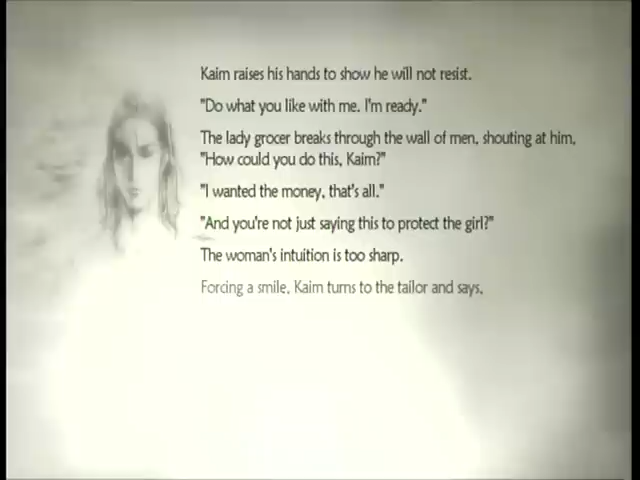 Kaim raises his hands to show he will not resist.
"Do what you like with me. I'm ready."
The lady grocer breaks through the wall of men, shouting at him,
"How could you do this, Kaim?"
"I wanted the money, that's all."
"And you're not just saying this to protect the girl?"
The woman's intuition is too sharp.
Forcing a smile, Kaim turns to the tailor and says,